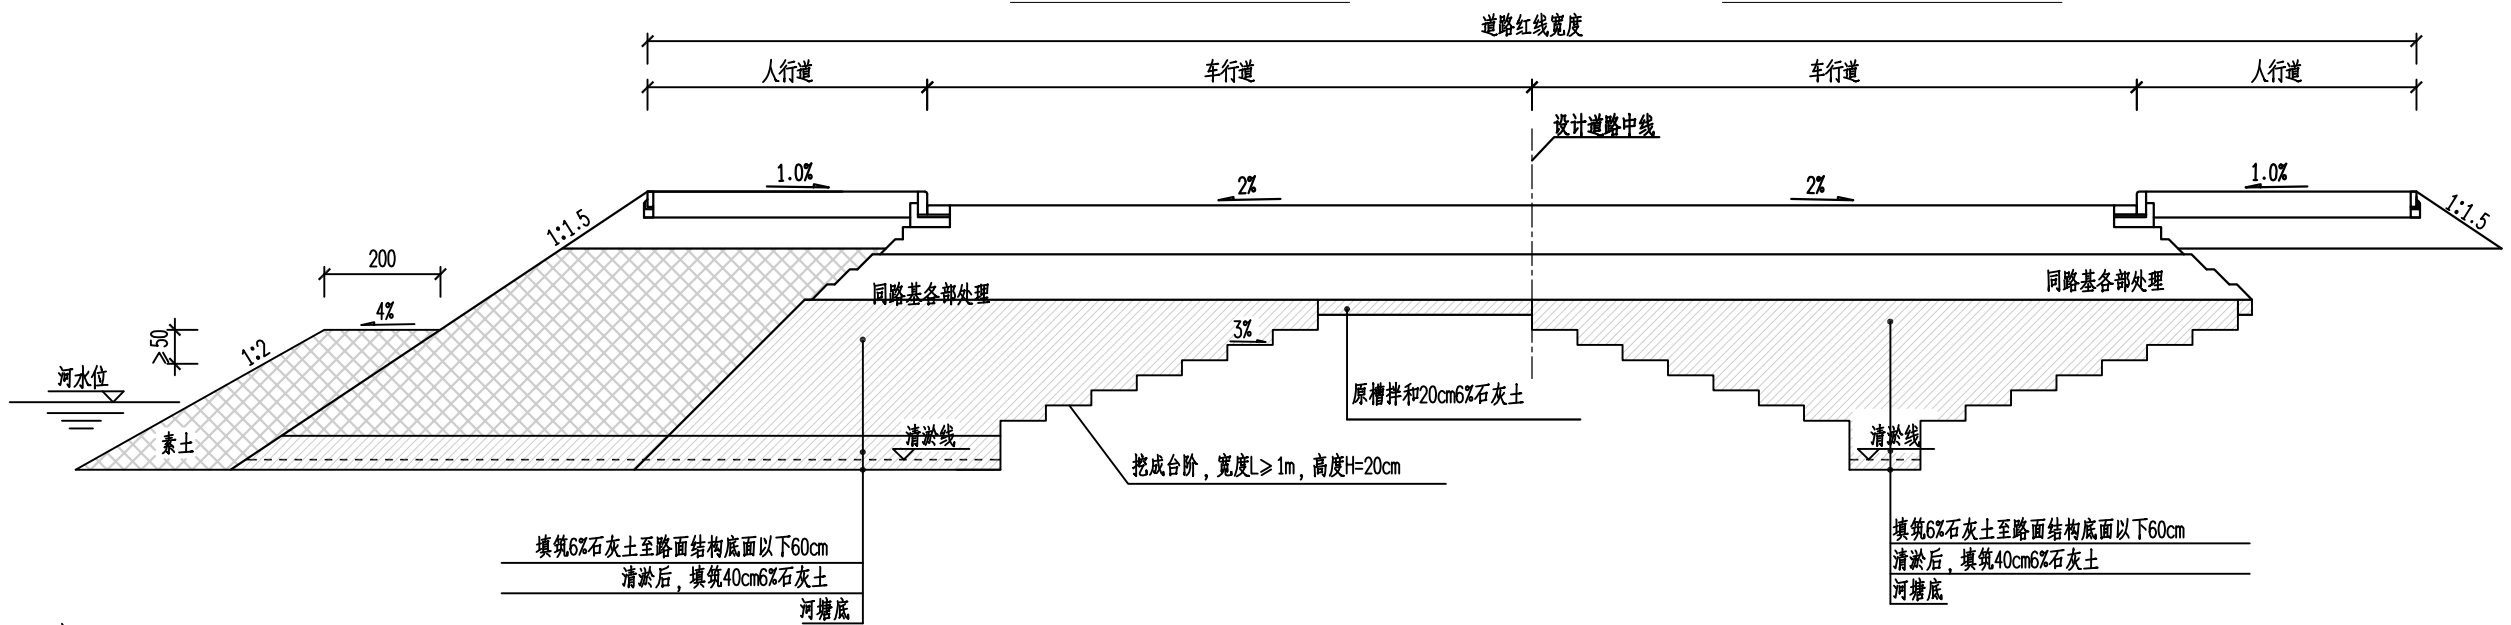 道路红线宽度
人行道
车行道
车行道
人行道
设计道路中线
1.0%
2%
2%
1.0%
1:1.5
1:1.5
200
4%
≥50
1:2
河水位
素土
同路基各部处理
同路基各部处理
3%
原槽拌和20cm6%石灰土
清淤线
清淤线
挖成台阶，宽度L≥1m，高度H=20cm
填筑6%石灰土至路面结构底面以下60cm
清淤后，填筑40cm6%石灰土
河塘底
填筑6%石灰土至路面结构底面以下60cm
清淤后，填筑40cm6%石灰土
河塘底